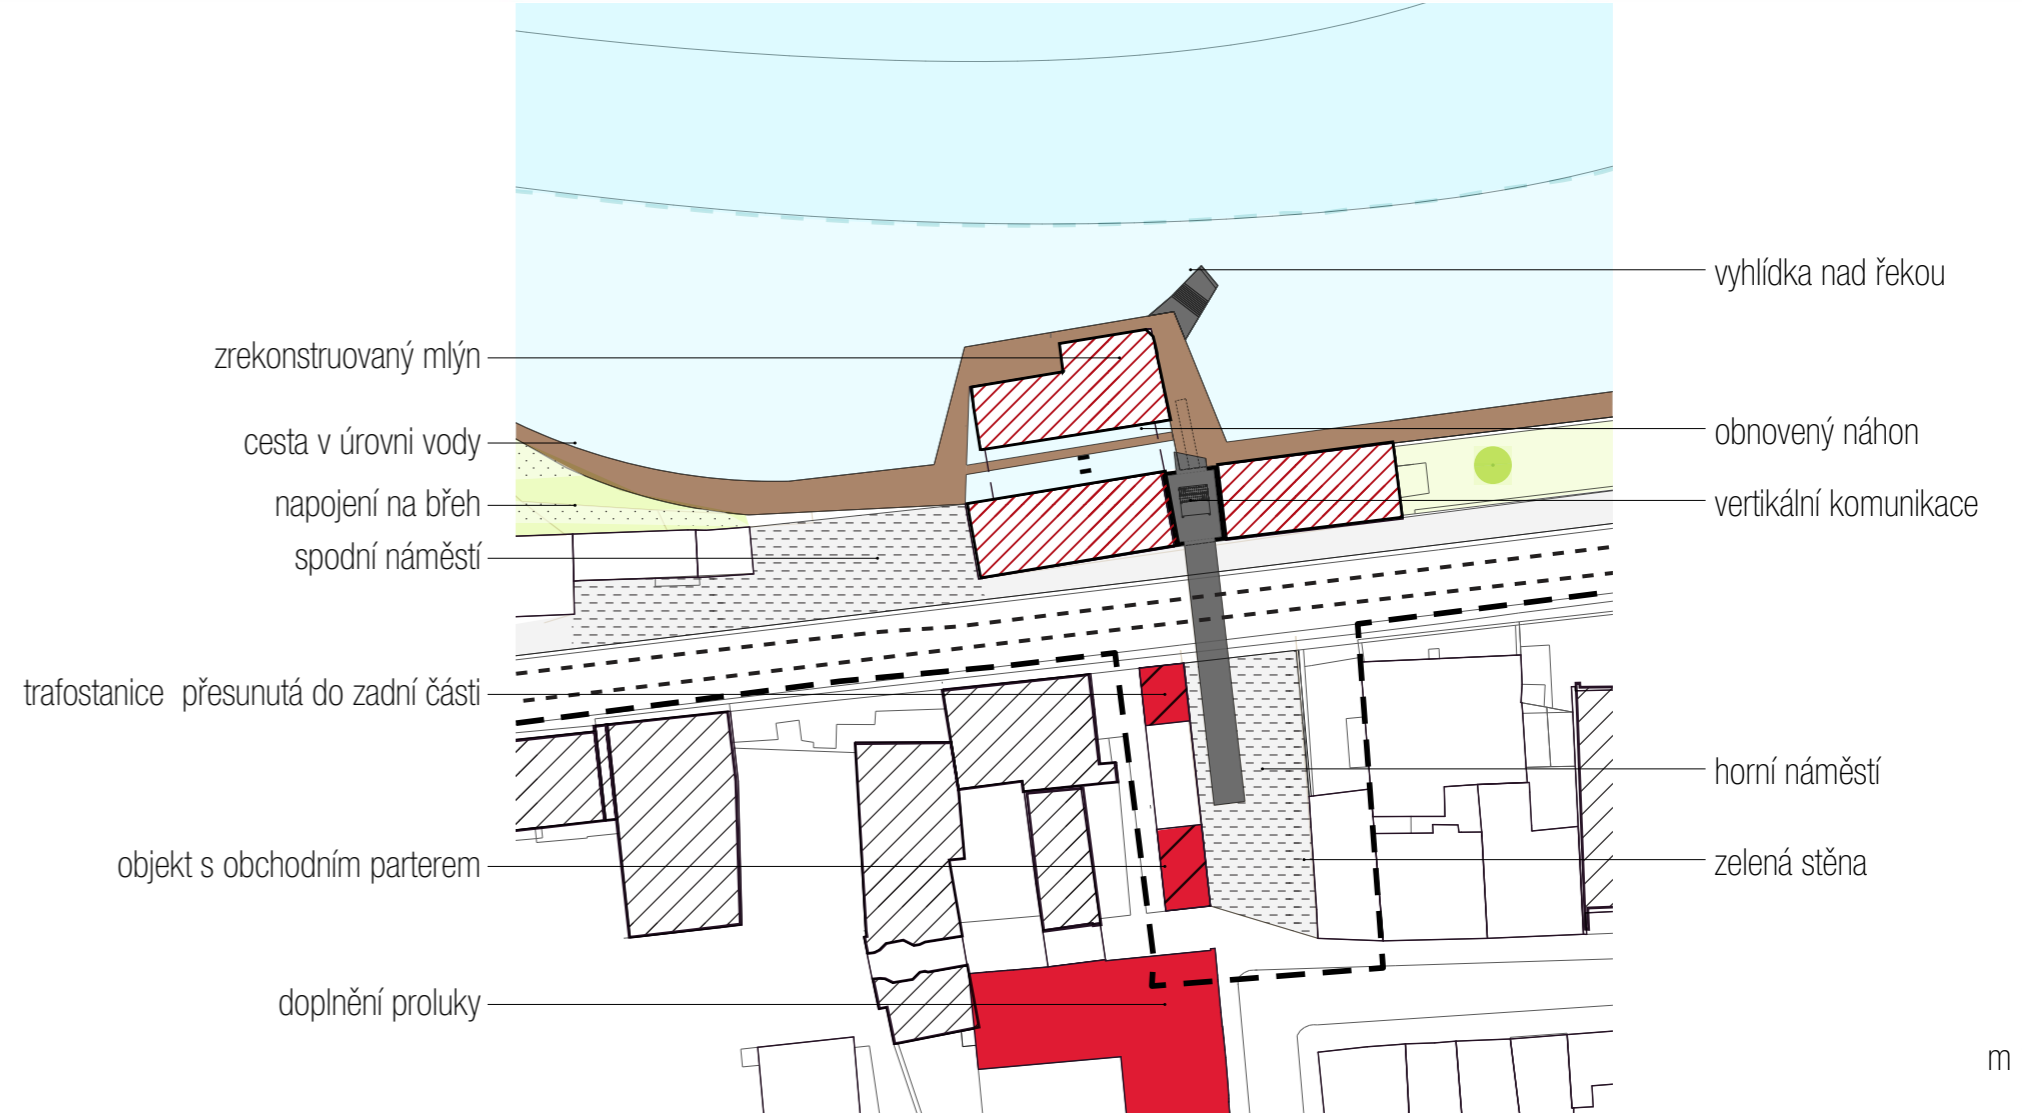 zrekonstruovaný mlýn
cesta v úrovni vody
napojení na břeh
spodní náměstí
trafostanice  přesunutá do zadní části
objekt s obchodním parterem
doplnění proluky
vyhlídka nad řekou
obnovený náhon
vertikální komunikace
horní náměstí
zelená stěna
m